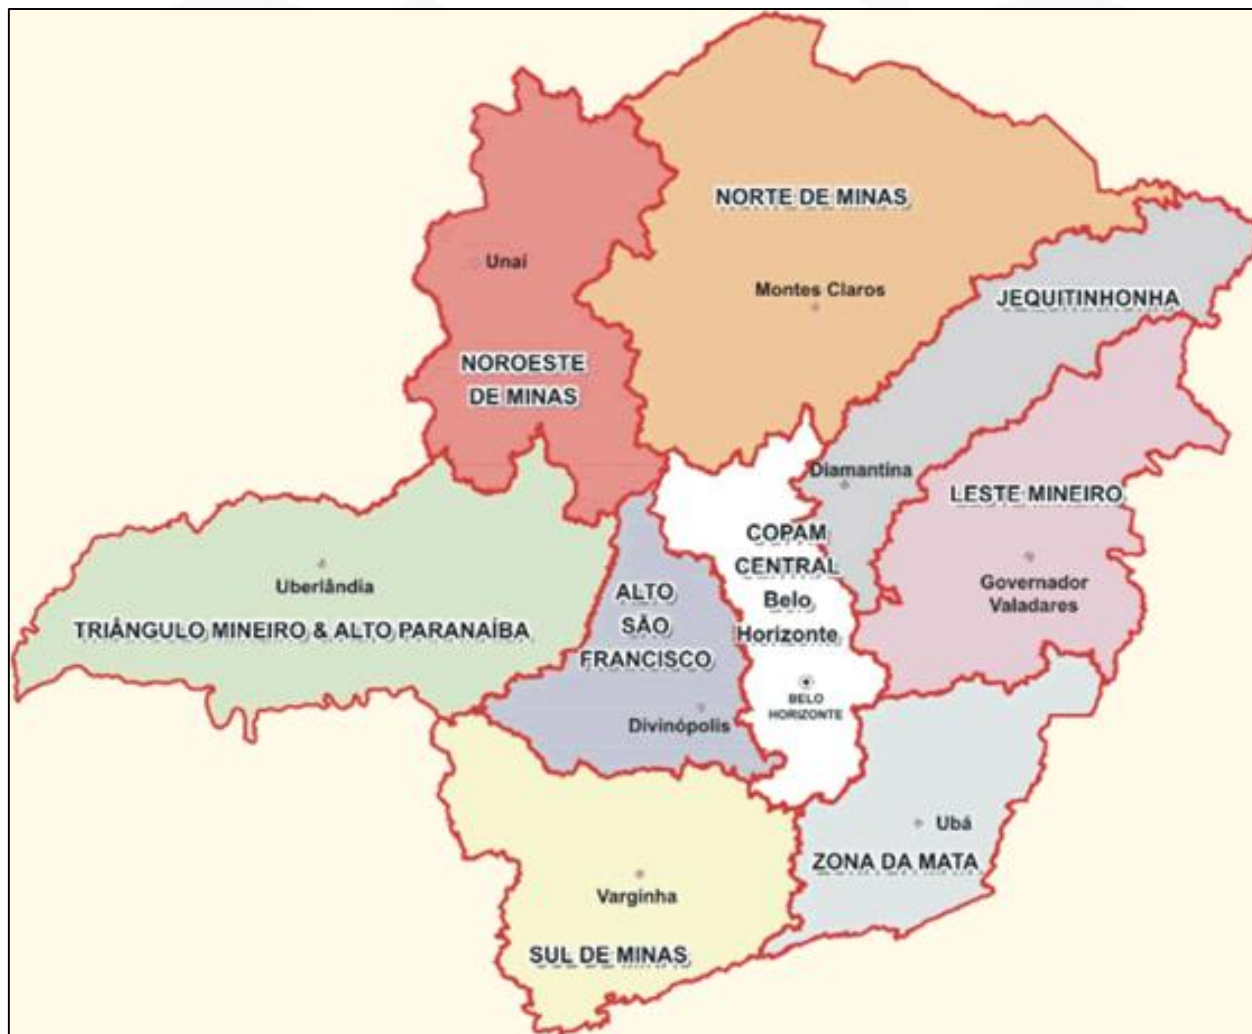 NORTE DE MINAS
Unaí
Montes Claros
JEQUITINHONHA
NOROESTE
DE MINAS
Diamantina
LESTE MINEIRO
COPAM
CENTRAL
Belo
Horizonte
Uberlândia
TRIÂNGULO MINEIRO & ALTO PARANAÍBA
ALTO
SÃO
FRANCISCO
Governador
Valadares
BELO
HORIZONTE
Divinópolis
Ubá
ZONA DA MATA
Varginha
SUL DE MINAS